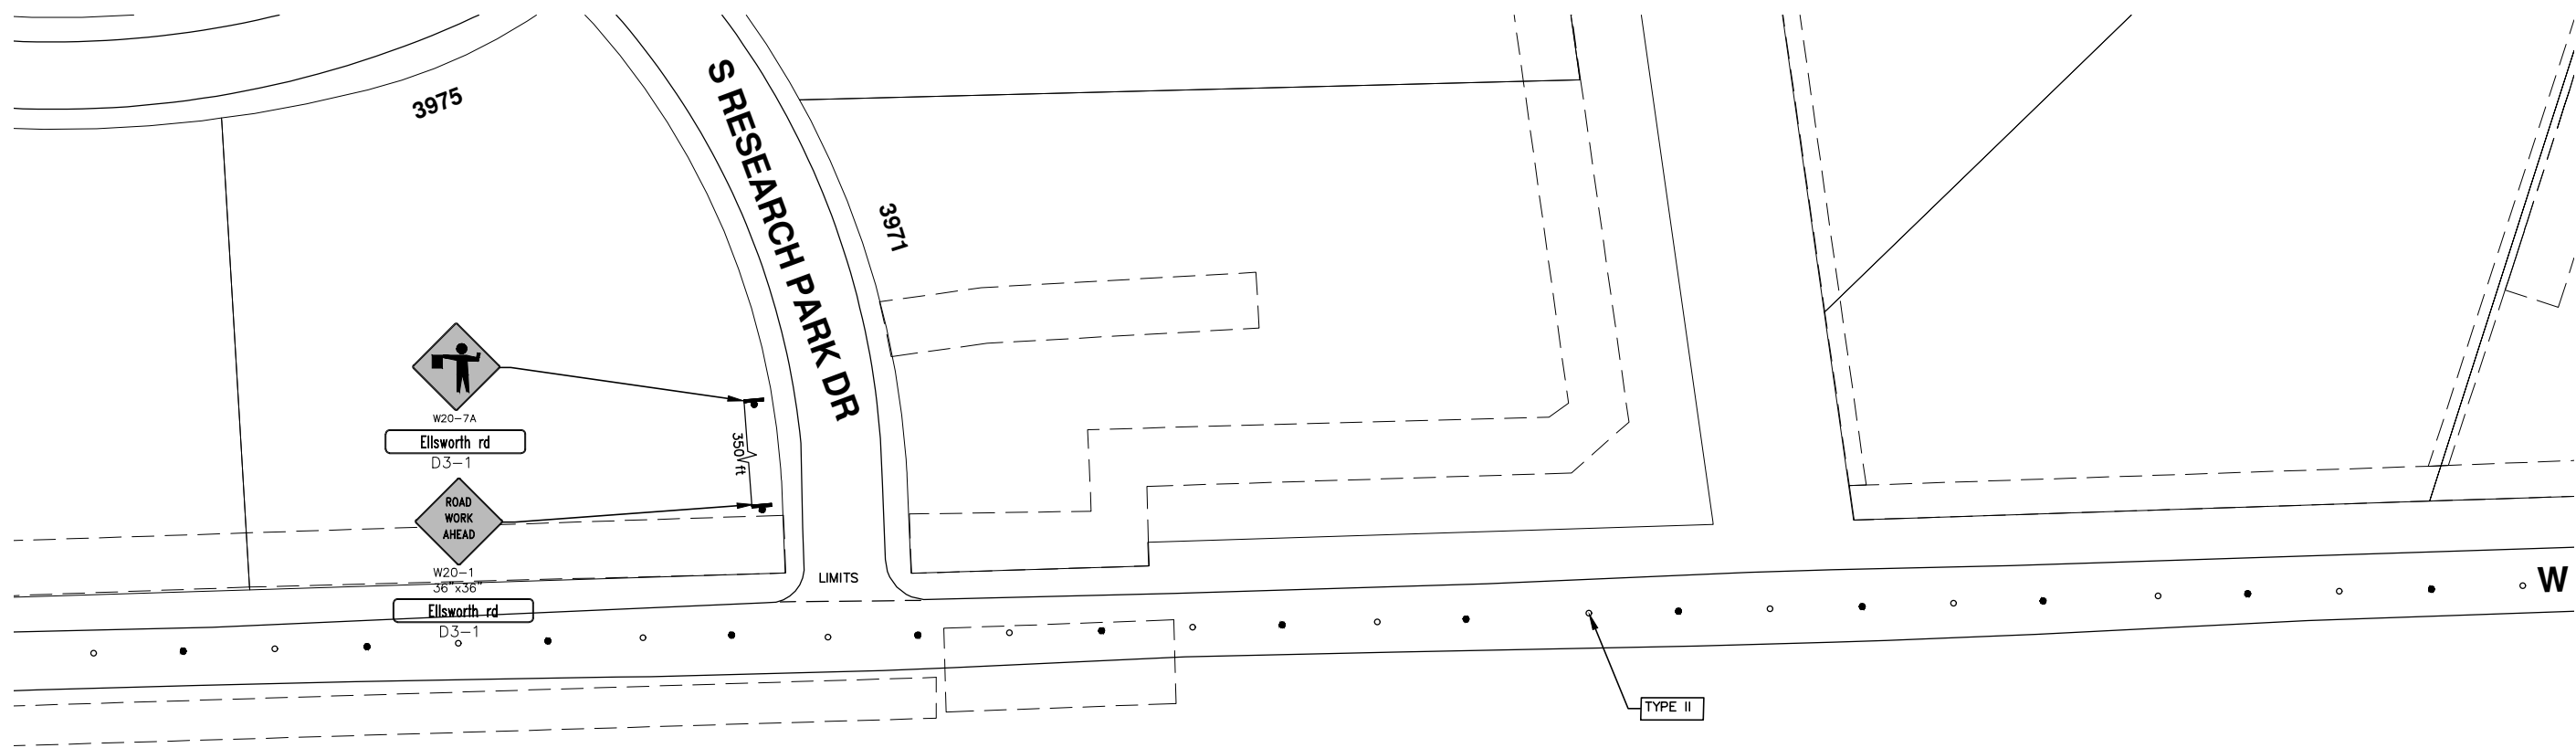 3975
S RESEARCH PARK DR
3971
W20-7A
Ellsworth rd
D3-1
350 ft
ROAD
WORK
AHEAD
W20-1
36"x36"
Ellsworth rd
D3-1
LIMITS
W
TYPE II